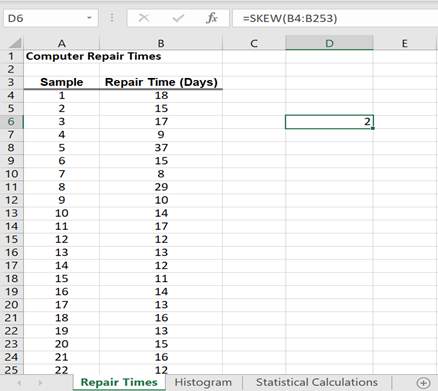 D6 fx =SKEW(B4:B253)
A B C D E
1 Computer Repair Times
2
3 Sample Repair Time (Days)
4 1 18
5 2 15
6 3 17 2
7 4 9
8 5 37
9 6 15
10 7 8
11 8 29
12 9 10
13 10 14
14 11 17
15 12 12
16 13 13
17 14 12
18 15 11
19 16 14
20 17 13
21 18 16
22 19 13
23 20 15
24 21 16
25 22 12
Repair Times Histogram Statistical Calculations